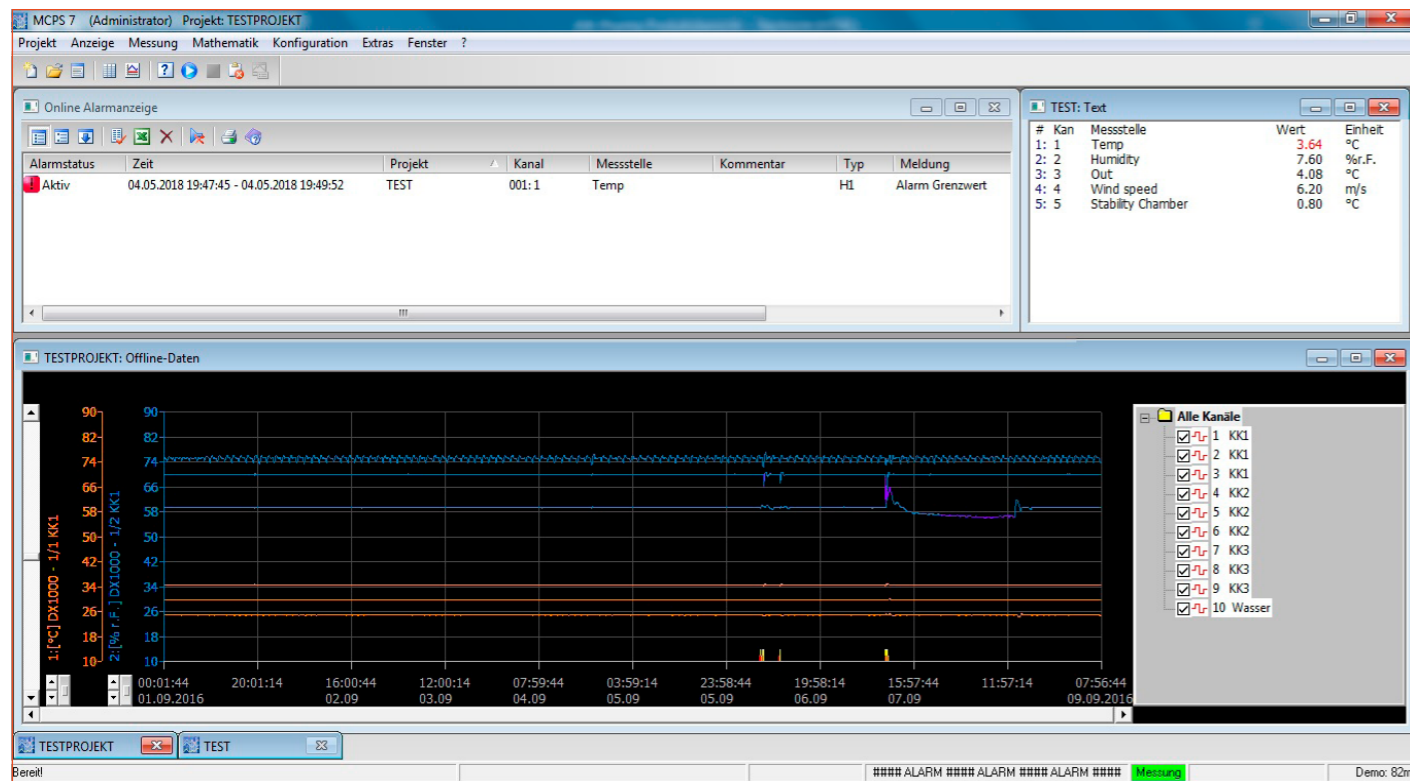 MCPS 7 (Administrator) Projekt: TESTPROJEKT
Projekt Anzeige Messung Mathematik Konfiguration Extras Fenster ?
Online Alarmanzeige
Alarmstatus Zeit Projekt Kanal Messstelle Kommentar Typ Meldung
Aktiv 04.05.2018 19:47:45 - 04.05.2018 19:49:52 TEST 001: 1 Temp H1 Alarm Grenzwert
TEST: Text
# Kan Messstelle Wert Einheit
1: 1 Temp 3.64 °C
2: 2 Humidity 7.60 %r.F.
3: 3 Out 4.08 °C
4: 4 Wind speed 6.20 m/s
5: 5 Stability Chamber 0.80 °C
TESTPROJEKT: Offline-Daten
1:[°C] DX1000 - 1/1 KK1
90
82
74
66
58
50
42
34
26
18
10
2:[% r.F.] DX1000 - 1/2 KK1
90
82
74
66
58
50
42
34
26
18
10
00:01:44 20:01:14 16:00:44 12:00:14 07:59:44 03:59:14 23:58:44 19:58:14 15:57:44 11:57:14 07:56:44
01.09.2016 02.09 03.09 04.09 05.09 05.09 06.09 07.09 09.09.2016
Alle Kanäle
1 KK1
2 KK1
3 KK1
4 KK2
5 KK2
6 KK2
7 KK3
8 KK3
9 KK3
10 Wasser
TESTPROJEKT TEST
Bereit! #### ALARM #### ALARM #### ALARM #### Messung Demo: 82m